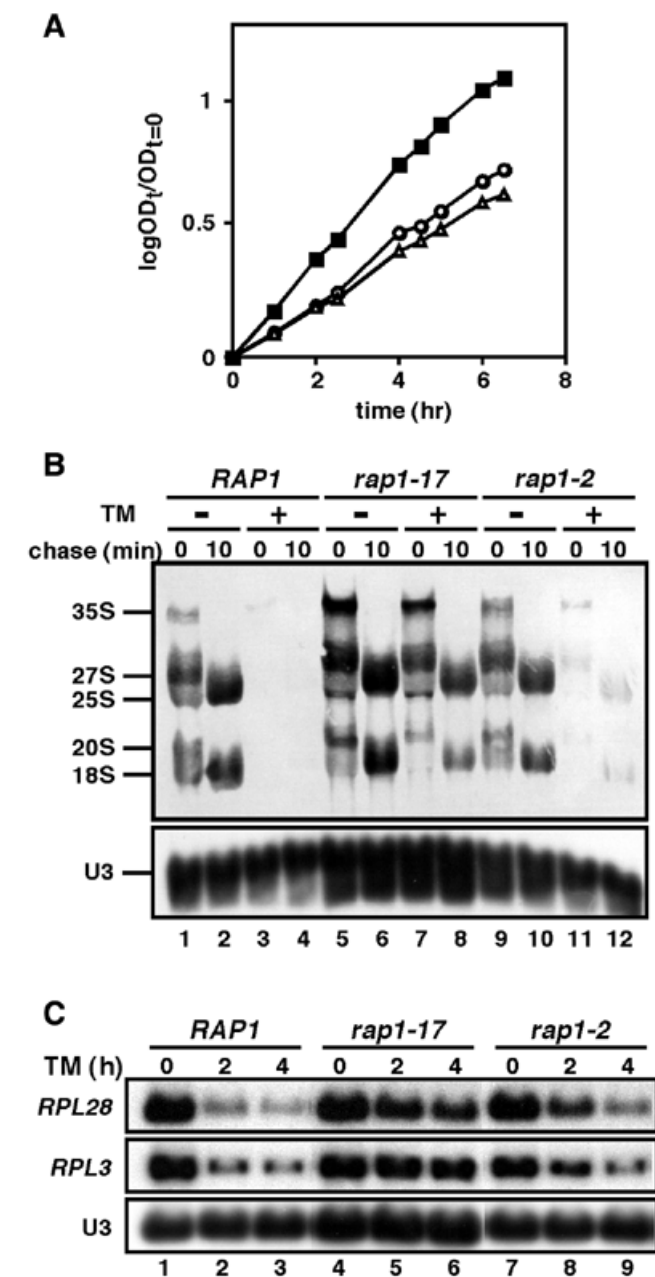 A
logODt/ODt=0
1
0.5
0
0 2 4 6 8
time (hr)
B
RAP1 rap1-17 rap1-2
TM - + - + - +
chase (min) 0 10 0 10 0 10 0 10 0 10 0 10
35S
27S
25S
20S
18S
U3
1 2 3 4 5 6 7 8 9 10 11 12
C
RAP1 rap1-17 rap1-2
TM (h) 0 2 4 0 2 4 0 2 4
RPL28
RPL3
U3
1 2 3 4 5 6 7 8 9